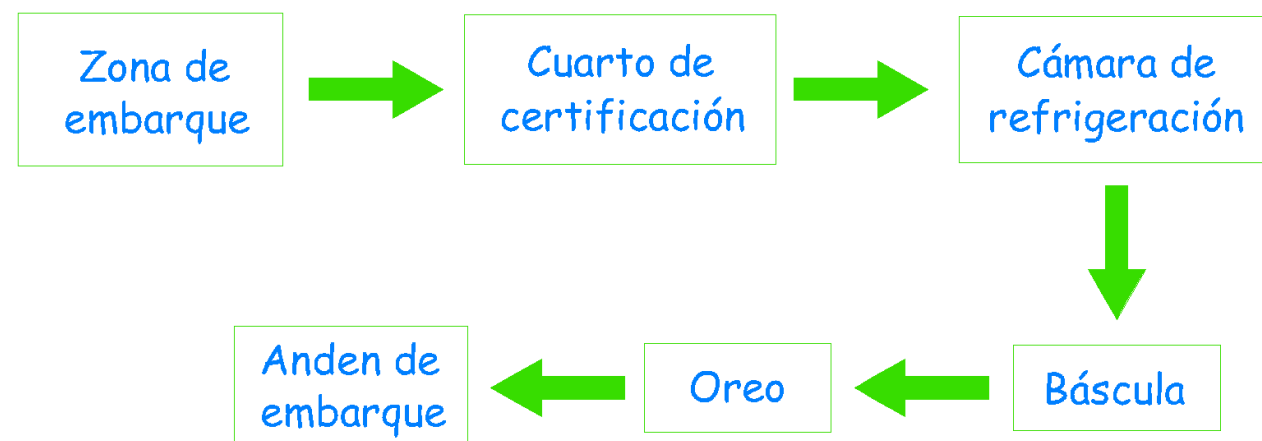 Zona de
embarque
Cuarto de
certificación
Cámara de
refrigeración
Báscula
Oreo
Anden de
embarque